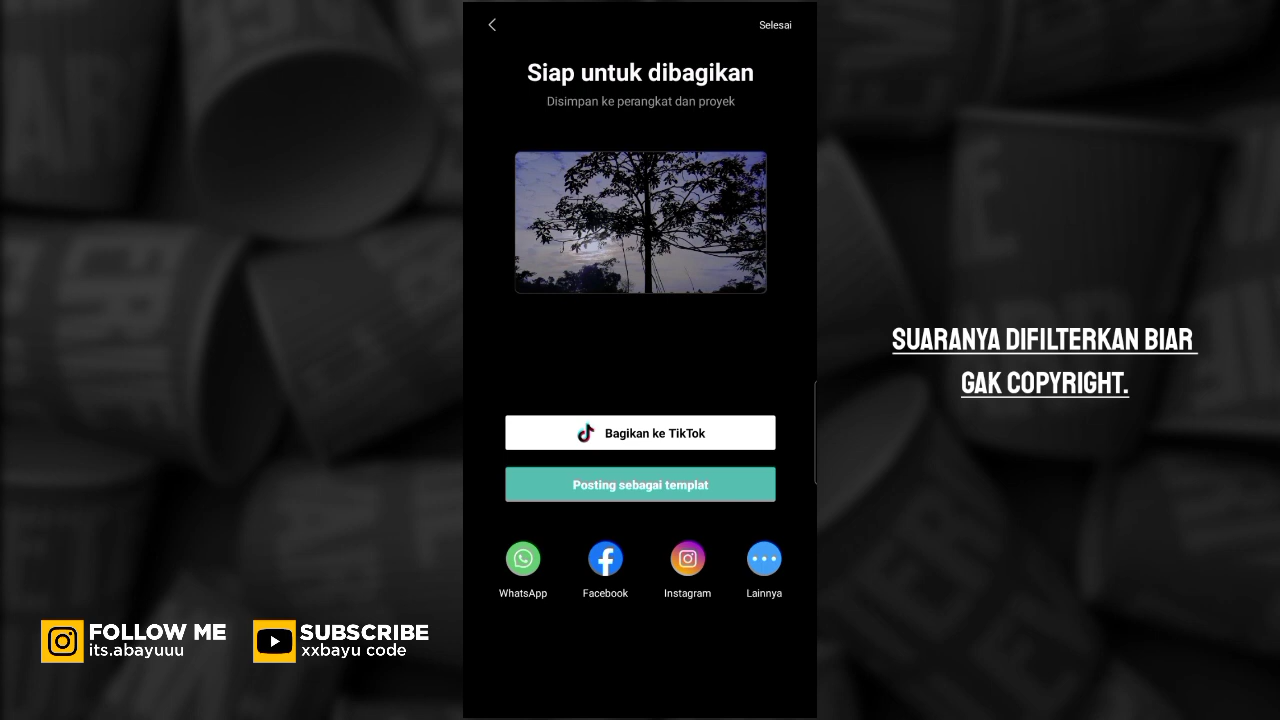 Selesai
Siap untuk dibagikan
Disimpan ke perangkat dan proyek
SUARANYA DIFILTERKAN BIAR
GAK COPYRIGHT.
Bagikan ke TikTok
Posting sebagai templat
WhatsApp
Facebook
Instagram
Lainnya
FOLLOW ME
its.abayuuu
SUBSCRIBE
xxbayu code